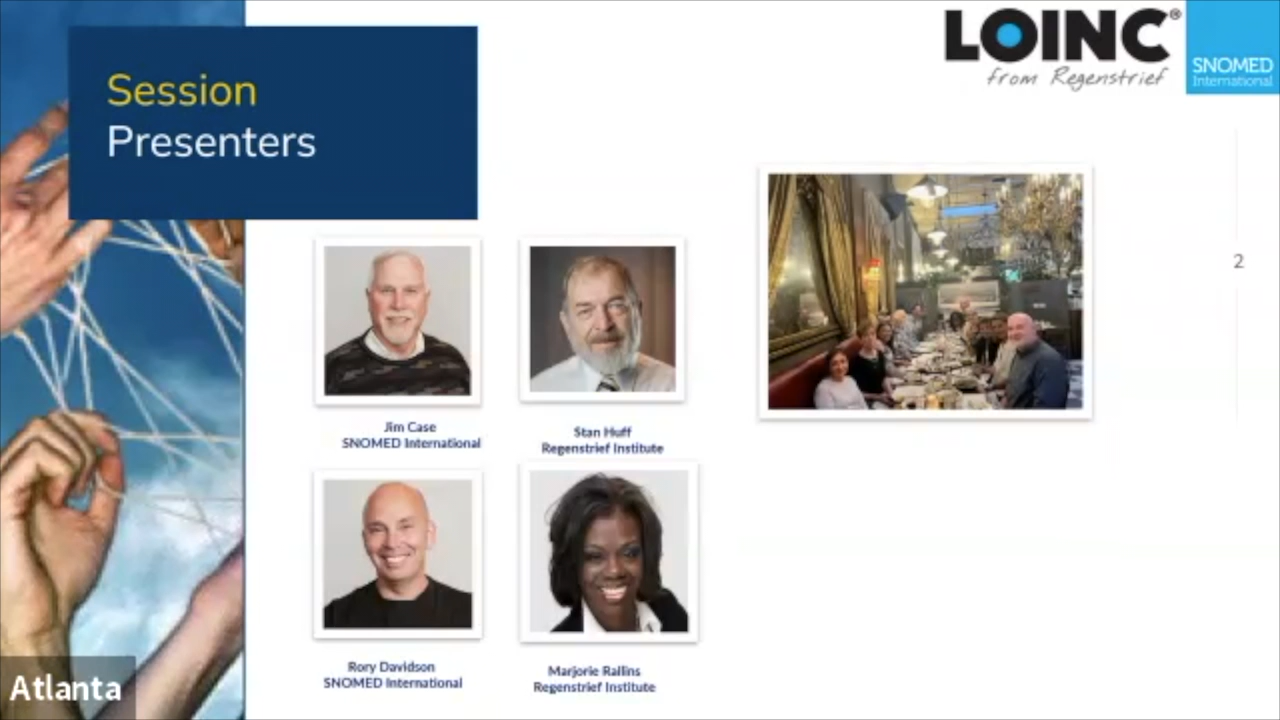 Session
Presenters
LOINC®
from Regenstrief
SNOMED
International
2
Jim Case
SNOMED International
Stan Huff
Regenstrief Institute
Rory Davidson
SNOMED International
Marjorie Rallins
Regenstrief Institute
Atlanta